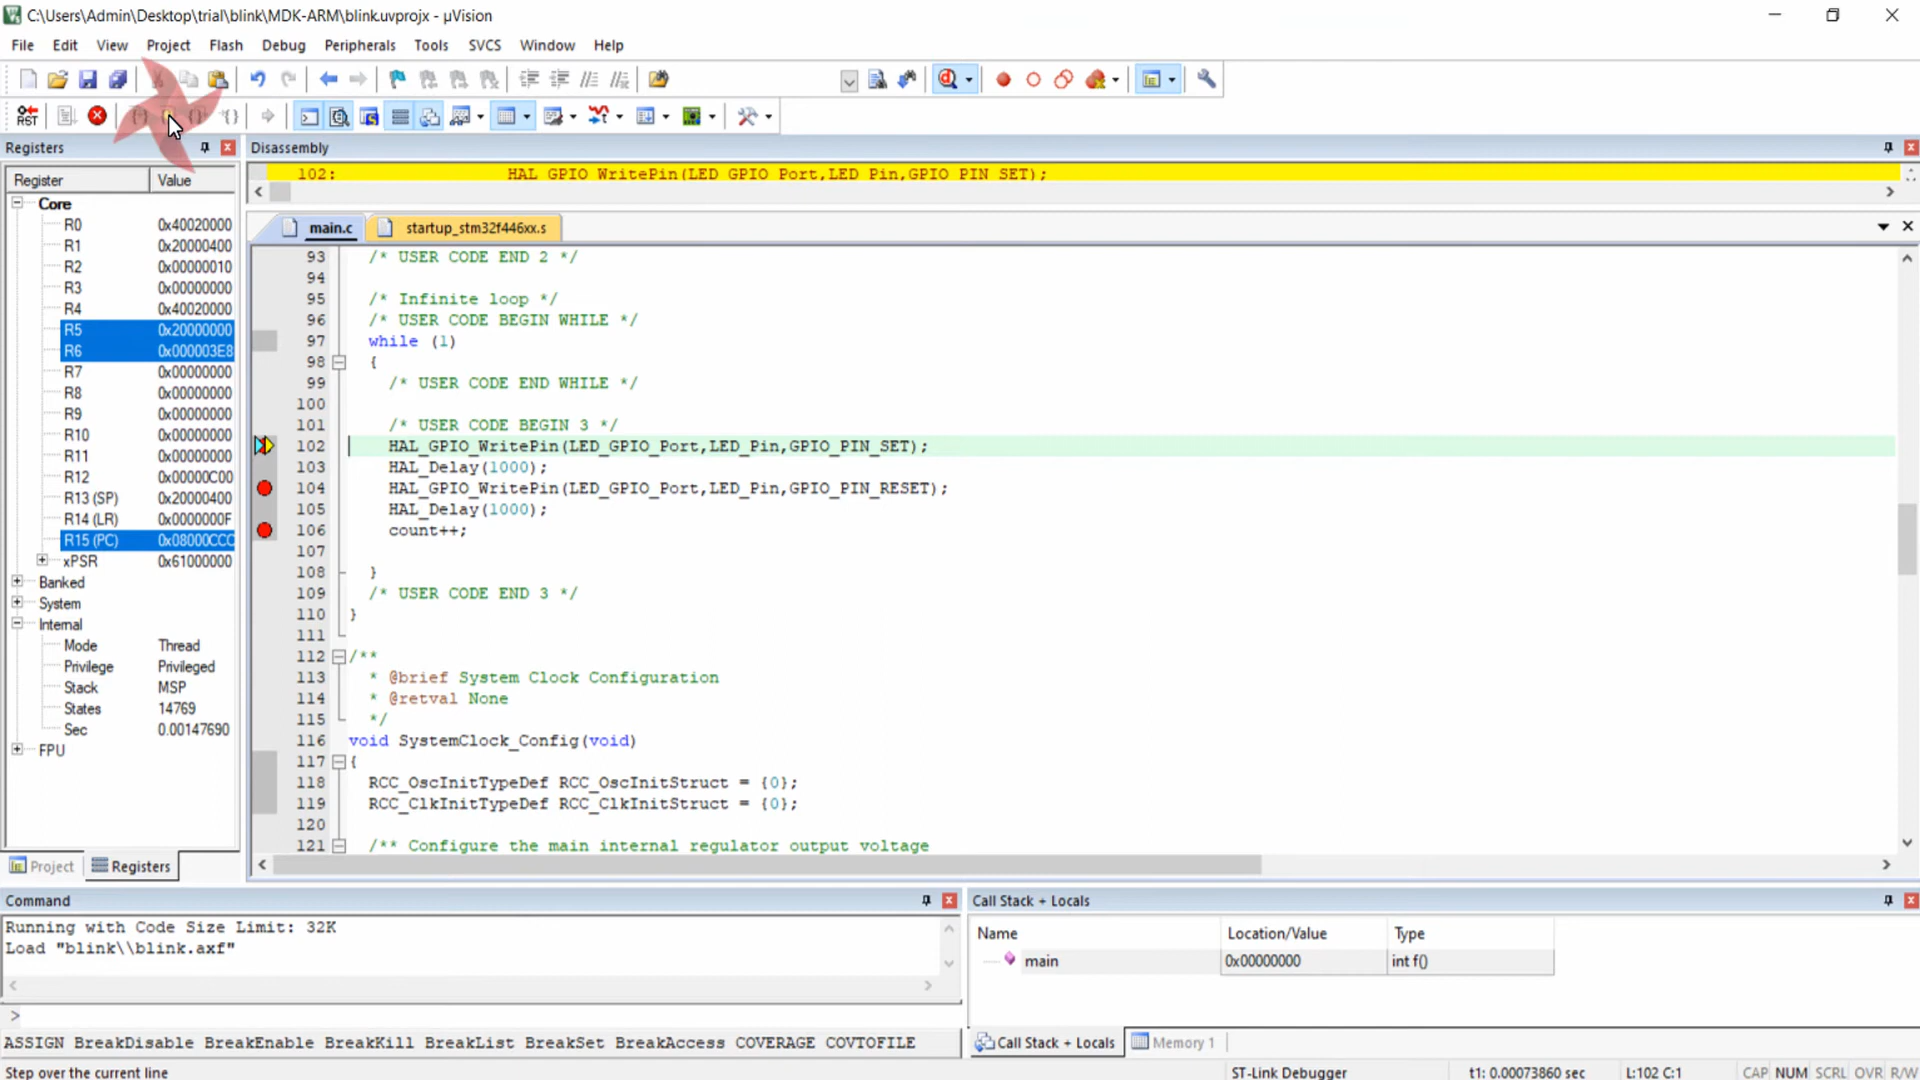 C:\Users\Admin\Desktop\trial\blink\MDK-ARM\blink.uvprojx - µVision
File Edit View Project Flash Debug Peripherals Tools SVCS Window Help
RST
Registers
Register Value
Core
R0 0x40020000
R1 0x20000400
R2 0x00000010
R3 0x00000000
R4 0x40020000
R5 0x20000000
R6 0x000003E8
R7 0x00000000
R8 0x00000000
R9 0x00000000
R10 0x00000000
R11 0x00000000
R12 0x00000C00
R13 (SP) 0x20000400
R14 (LR) 0x0000000F
R15 (PC) 0x08000CCC
xPSR 0x61000000
Banked
System
Internal
Mode Thread
Privilege Privileged
Stack MSP
States 14769
Sec 0.00147690
FPU
Project Registers
Disassembly
102: HAL_GPIO_WritePin(LED_GPIO_Port,LED_Pin,GPIO_PIN_SET);
main.c startup_stm32f446xx.s
93 /* USER CODE END 2 */
94
95 /* Infinite loop */
96 /* USER CODE BEGIN WHILE */
97 while (1)
98 {
99 /* USER CODE END WHILE */
100
101 /* USER CODE BEGIN 3 */
102 HAL_GPIO_WritePin(LED_GPIO_Port,LED_Pin,GPIO_PIN_SET);
103 HAL_Delay(1000);
104 HAL_GPIO_WritePin(LED_GPIO_Port,LED_Pin,GPIO_PIN_RESET);
105 HAL_Delay(1000);
106 count++;
107
108 }
109 /* USER CODE END 3 */
110 }
111
112 /**
113 * @brief System Clock Configuration
114 * @retval None
115 */
116 void SystemClock_Config(void)
117 {
118 RCC_OscInitTypeDef RCC_OscInitStruct = {0};
119 RCC_ClkInitTypeDef RCC_ClkInitStruct = {0};
120
121 /** Configure the main internal regulator output voltage
Command
Running with Code Size Limit: 32K
Load "blink\\blink.axf"
>
ASSIGN BreakDisable BreakEnable BreakKill BreakList BreakSet BreakAccess COVERAGE COVTOFILE
Call Stack + Locals
Name Location/Value Type
main 0x00000000 int f()
Call Stack + Locals Memory 1
Step over the current line ST-Link Debugger t1: 0.00073860 sec L:102 C:1 CAP NUM SCRL OVR R/W